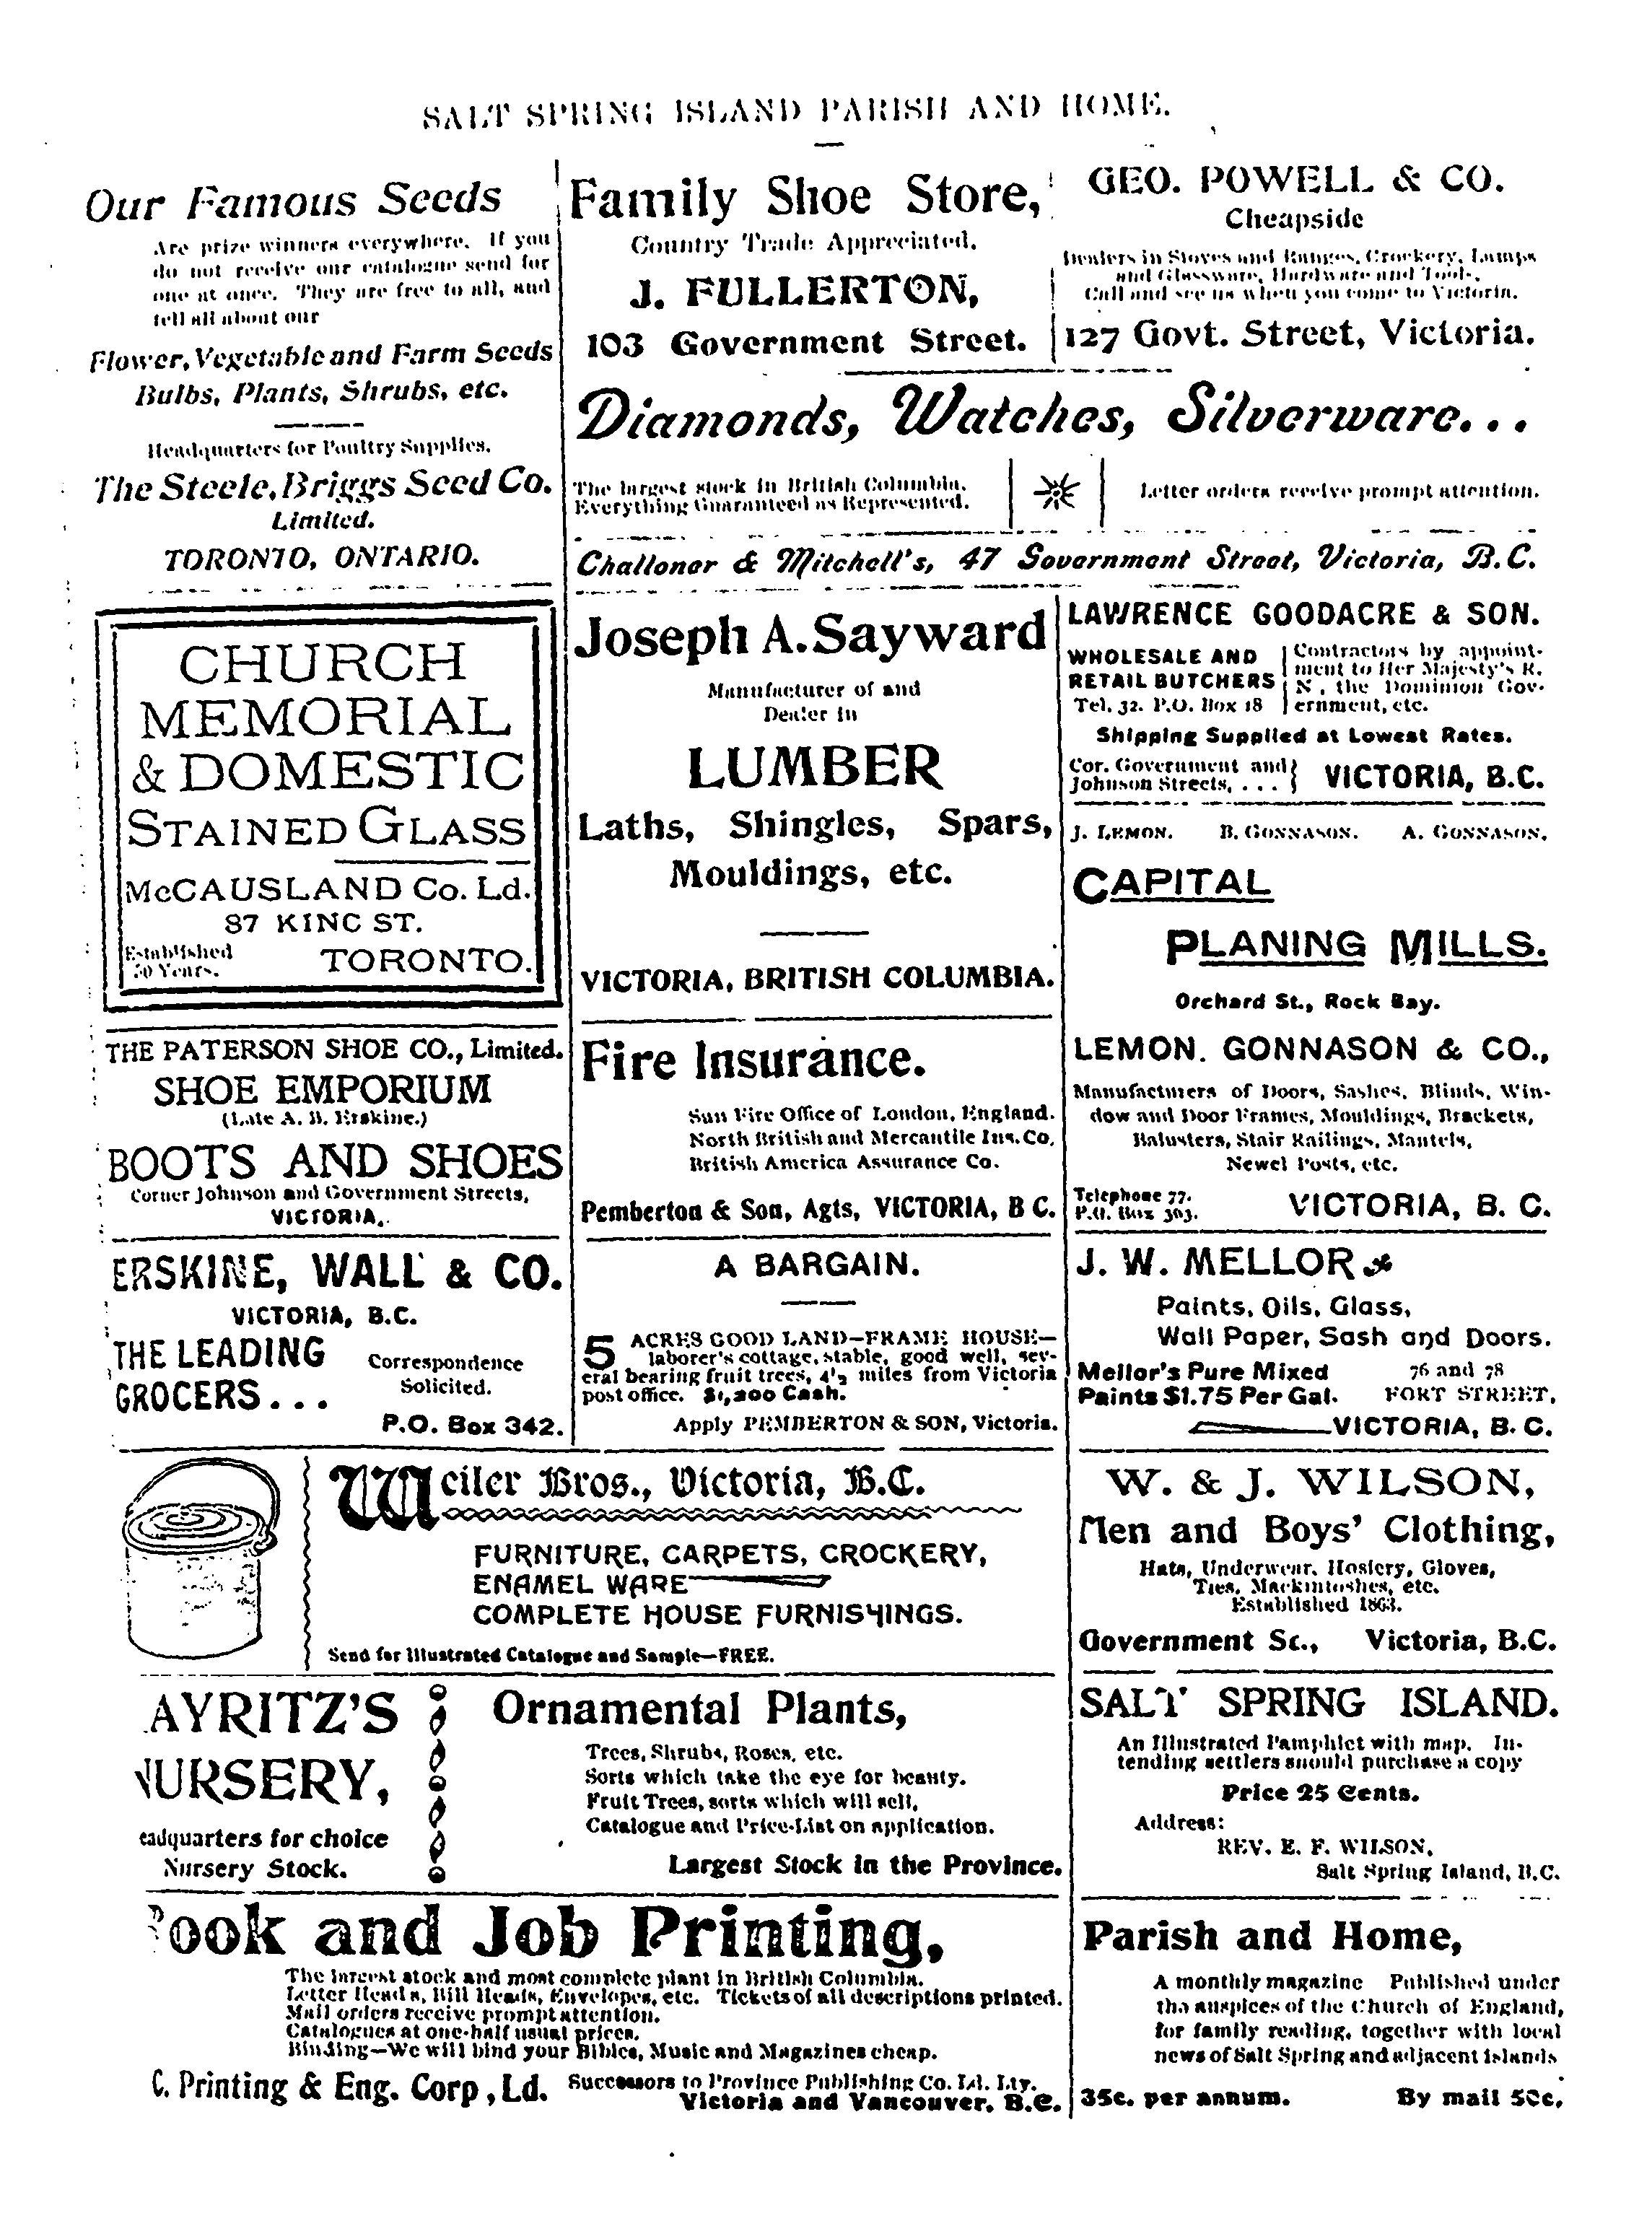 SALT SPRING ISLAND PARISH AND HOME.
Our Famous Seeds
Are prize winners everywhere. If you
do not receive our catalogue send for
one at once. They are free to all, and
tell all about our
Flower, Vegetable and Farm Seeds
Bulbs, Plants, Shrubs, etc.
Headquarters for Poultry Supplies.
The Steele, Briggs Seed Co.
Limited.
TORONTO, ONTARIO.
CHURCH
MEMORIAL
& DOMESTIC
STAINED GLASS
McCAUSLAND Co. Ld.
87 KING ST.
Established
50 Years.
TORONTO.
THE PATERSON SHOE CO., Limited.
SHOE EMPORIUM
(Late A. B. Erskine.)
BOOTS AND SHOES
Corner Johnson and Government Streets,
VICTORIA.
ERSKINE, WALL & CO.
VICTORIA, B.C.
THE LEADING
GROCERS...
Correspondence
Solicited.
P.O. Box 342.
Family Shoe Store,
Country Trade Appreciated.
J. FULLERTON,
103 Government Street.
GEO. POWELL & CO.
Cheapside
Dealers in Stoves and Ranges, Crockery, Lamps
and Glassware, Hardware and Tools.
Call and see us when you come to Victoria.
127 Govt. Street, Victoria.
Diamonds, Watches, Silverware...
The largest stock in British Columbia.
Everything Guaranteed as Represented.
Letter orders receive prompt attention.
Challoner & Mitchell's, 47 Government Street, Victoria, B.C.
Joseph A. Sayward
Manufacturer of and
Dealer in
LUMBER
Laths, Shingles, Spars,
Mouldings, etc.
VICTORIA, BRITISH COLUMBIA.
Fire Insurance.
Sun Fire Office of London, England.
North British and Mercantile Ins. Co.
British America Assurance Co.
Pemberton & Son, Agts, VICTORIA, B C.
A BARGAIN.
5 ACRES GOOD LAND—FRAME HOUSE—
laborer's cottage, stable, good well, sev-
eral bearing fruit trees, 4½ miles from Victoria
post office. $1,200 Cash.
Apply PEMBERTON & SON, Victoria.
LAWRENCE GOODACRE & SON.
WHOLESALE AND
RETAIL BUTCHERS
Tel. 32. P.O. Box 18
Contractors by appoint-
ment to Her Majesty's R.
N., the Dominion Gov-
ernment, etc.
Shipping Supplied at Lowest Rates.
Cor. Government and
Johnson Streets, ...
VICTORIA, B.C.
J. LEMON. B. GONNASON. A. GONNASON.
CAPITAL
PLANING MILLS.
Orchard St., Rock Bay.
LEMON, GONNASON & CO.,
Manufacturers of Doors, Sashes, Blinds, Win-
dow and Door Frames, Mouldings, Brackets,
Balusters, Stair Railings, Mantels,
Newel Posts, etc.
Telephone 77.
P.O. Box 363.
VICTORIA, B. C.
J. W. MELLOR
Paints, Oils, Glass,
Wall Paper, Sash and Doors.
Mellor's Pure Mixed
Paints $1.75 Per Gal.
76 and 78
FORT STREET,
VICTORIA, B. C.
Weiler Bros., Victoria, B.C.
FURNITURE, CARPETS, CROCKERY,
ENAMEL WARE
COMPLETE HOUSE FURNISHINGS.
Send for Illustrated Catalogue and Sample—FREE.
W. & J. WILSON,
Men and Boys' Clothing,
Hats, Underwear, Hosiery, Gloves,
Ties, Mackintoshes, etc.
Established 1863.
Government St., Victoria, B.C.
AYRITZ'S
NURSERY,
eadquarters for choice
Nursery Stock.
Ornamental Plants,
Trees, Shrubs, Roses, etc.
Sorts which take the eye for beauty.
Fruit Trees, sorts which will sell,
Catalogue and Price-List on application.
Largest Stock in the Province.
SALT SPRING ISLAND.
An Illustrated Pamphlet with map. In-
tending settlers should purchase a copy
Price 25 Cents.
Address:
REV. E. F. WILSON,
Salt Spring Island, B.C.
Book and Job Printing,
The largest stock and most complete plant in British Columbia.
Letter Heads, Bill Heads, Envelopes, etc. Tickets of all descriptions printed.
Mail orders receive prompt attention.
Catalogues at one-half usual prices.
Binding—We will bind your Bibles, Music and Magazines cheap.
C. Printing & Eng. Corp, Ld.
Successors to Province Publishing Co. Ld. Lty.
Victoria and Vancouver, B.C.
Parish and Home,
A monthly magazine Published under
the auspices of the Church of England,
for family reading, together with local
news of Salt Spring and adjacent islands
35c. per annum. By mail 50c.